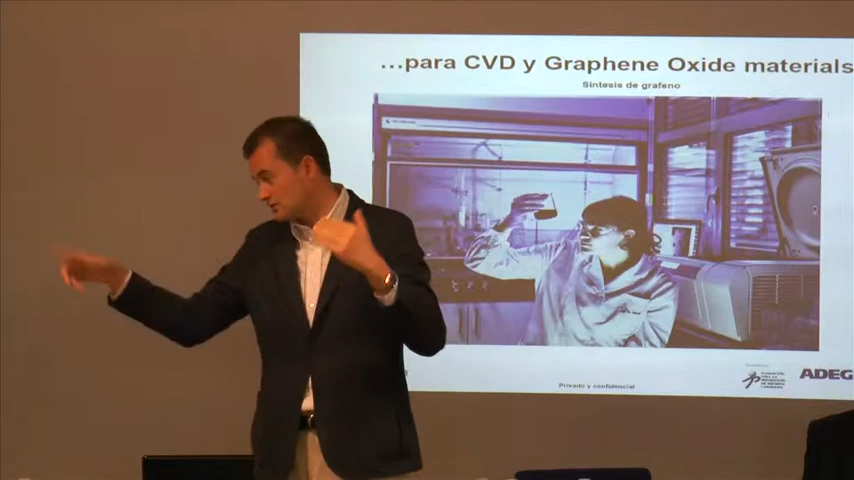 ...para CVD y Graphene Oxide materials
Síntesis de grafeno
Privado y confidencial
ADEG